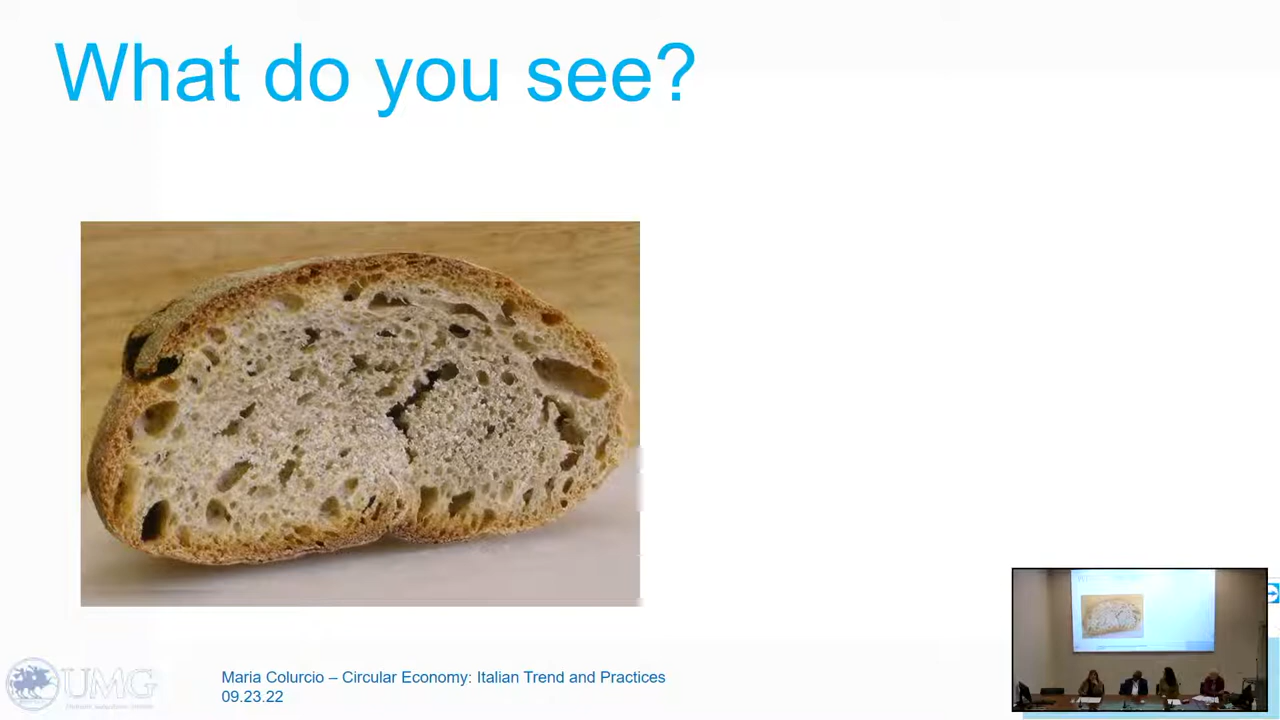 What do you see?
UMG
Maria Colurcio – Circular Economy: Italian Trend and Practices
09.23.22